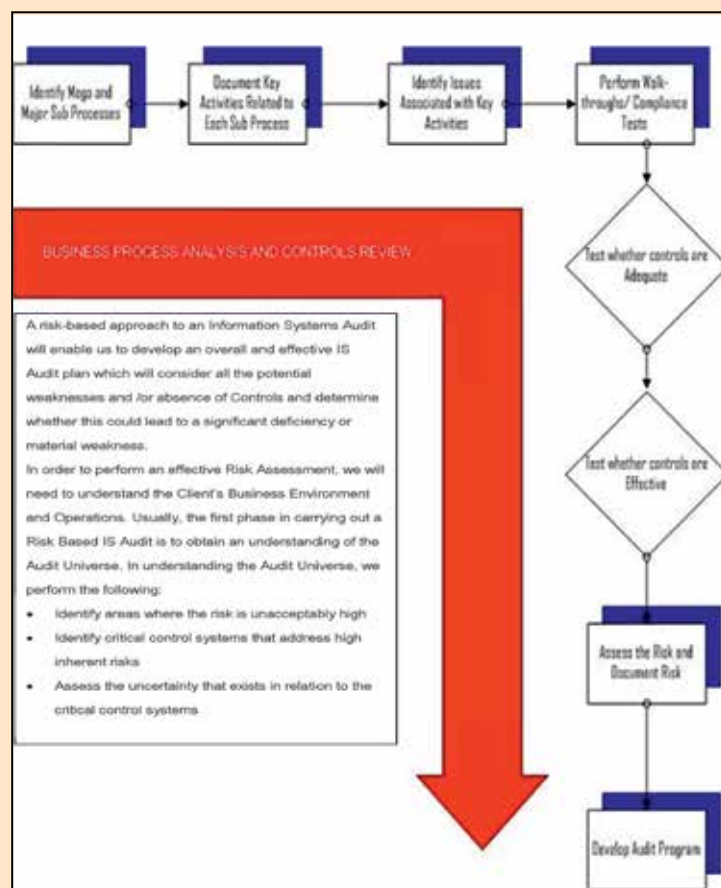 Identify Mega and
Major Sub Processes
Document Key
Activities Related to
Each Sub Process
Identify Issues
Associated with Key
Activities
Perform Walk-
throughs/ Compliance
Tests
Test whether controls are
Adequate
BUSINESS PROCESS ANALYSIS AND CONTROLS REVIEW
A risk-based approach to an Information Systems Audit
will enable us to develop an overall and effective IS
Audit plan which will consider all the potential
weaknesses and /or absence of Controls and determine
whether this could lead to a significant deficiency or
material weakness.
In order to perform an effective Risk Assessment, we will
need to understand the Client's Business Environment
and Operations. Usually, the first phase in carrying out a
Risk Based IS Audit is to obtain an understanding of the
Audit Universe. In understanding the Audit Universe, we
perform the following:
• Identify areas where the risk is unacceptably high
• Identify critical control systems that address high
inherent risks
• Assess the uncertainty that exists in relation to the
critical control systems
Test whether controls are
Effective
Assess the Risk and
Document Risk
Develop Audit Program